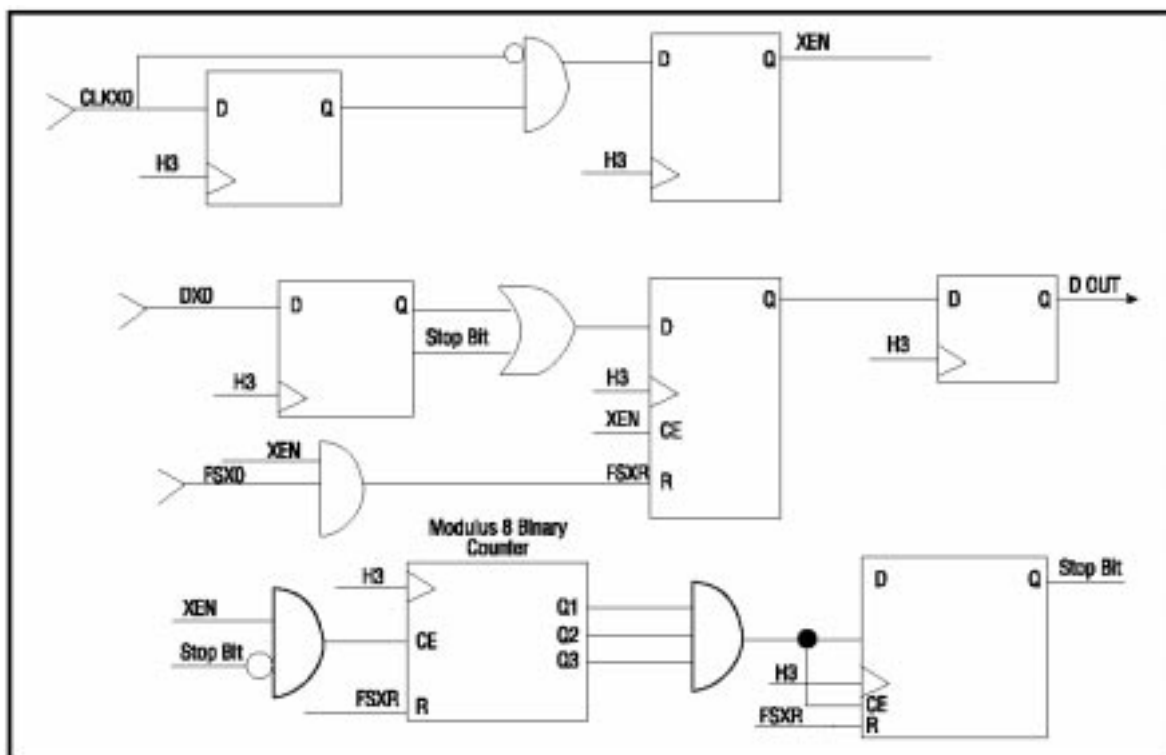 XEN
CLKX0
D
Q
D
Q
H3
H3
DX0
D
Q
Stop Bit
H3
D
Q
H3
XEN
CE
FSXR
R
D
Q
D OUT
H3
XEN
FSX0
Modulus 8 Binary
Counter
H3
XEN
Stop Bit
CE
FSXR
R
Q1
Q2
Q3
D
Q
Stop Bit
H3
CE
FSXR
R